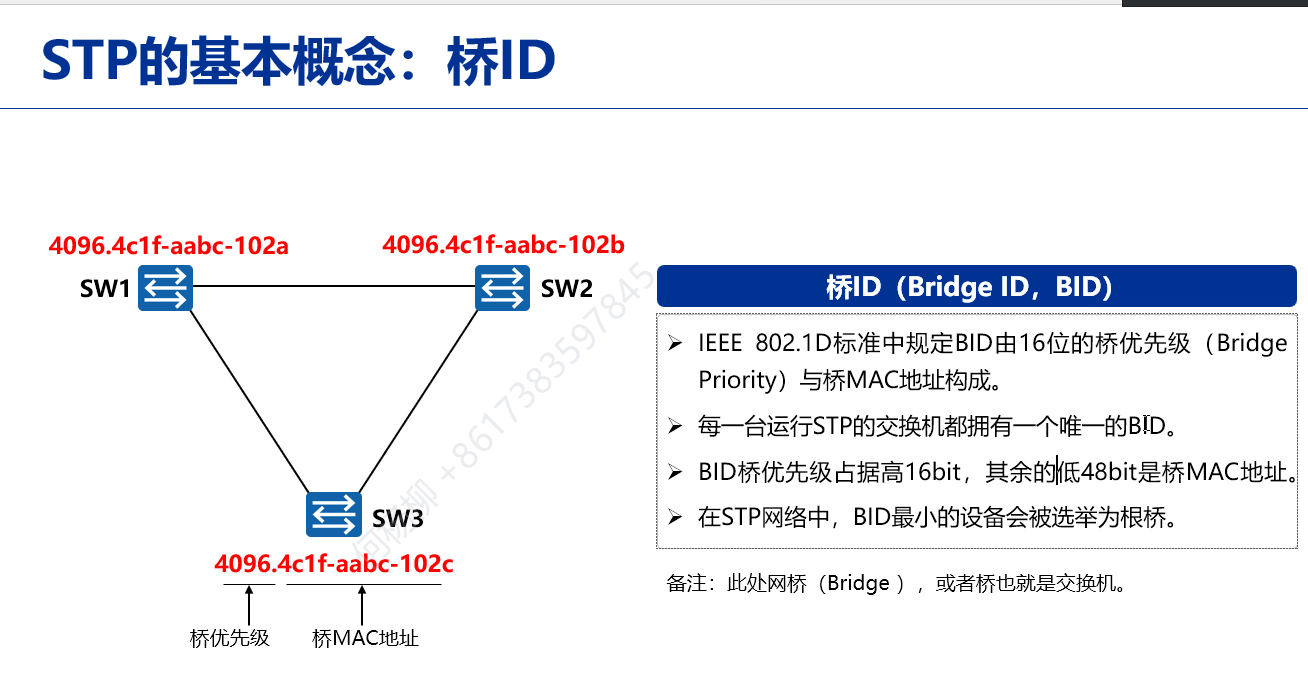 STP的基本概念：桥ID
4096.4c1f-aabc-102a
4096.4c1f-aabc-102b
SW1
SW2
SW3
4096.4c1f-aabc-102c
桥优先级
桥MAC地址
桥ID（Bridge ID，BID）
➢ IEEE 802.1D标准中规定BID由16位的桥优先级（Bridge
Priority）与桥MAC地址构成。
➢ 每一台运行STP的交换机都拥有一个唯一的BID。
➢ BID桥优先级占据高16bit，其余的低48bit是桥MAC地址。
➢ 在STP网络中，BID最小的设备会被选举为根桥。
备注：此处网桥（Bridge ），或者桥也就是交换机。
+8617383597845